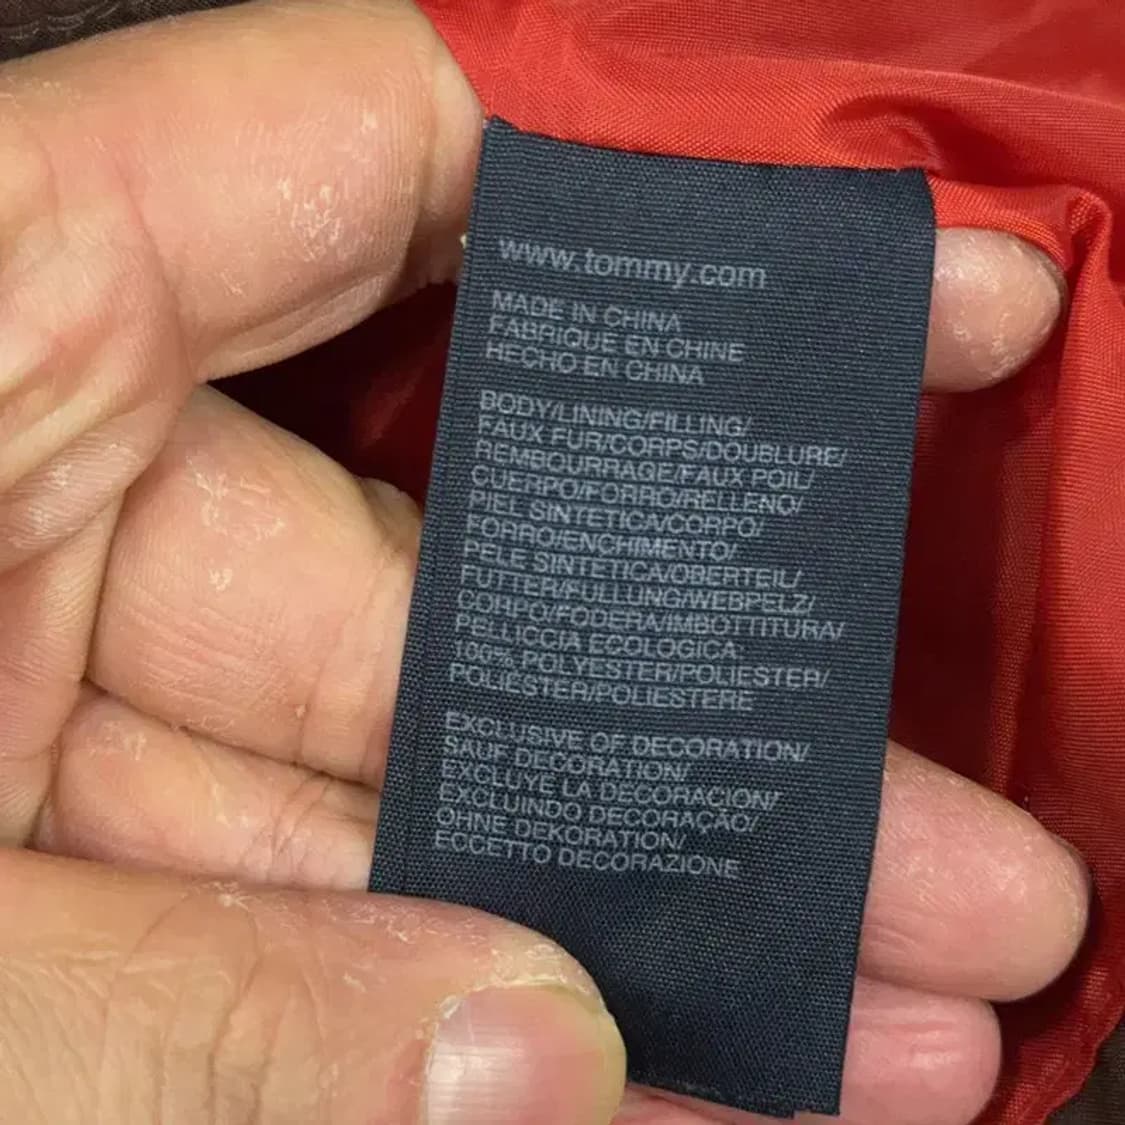 www.tommy.com
MADE IN CHINA
FABRIQUE EN CHINE
HECHO EN CHINA
BODY/LINING/FILLING/
FAUX FUR/CORPS/DOUBLURE/
REMBOURRAGE/FAUX POIL/
CUERPO/FORRO/RELLENO/
PIEL SINTETICA/CORPO/
FORRO/ENCHIMENTO/
PELE SINTETICA/OBERTEIL/
FUTTER/FULLUNG/WEBPELZ/
CORPO/FODERA/IMBOTTITURA/
PELLICCIA ECOLOGICA:
100% POLYESTER/POLIESTER/
POLIÉSTER/POLIESTERE
EXCLUSIVE OF DECORATION/
SAUF DECORATION/
EXCLUYE LA DECORACION/
EXCLUINDO DECORAÇÃO/
OHNE DEKORATION/
ECCETTO DECORAZIONE